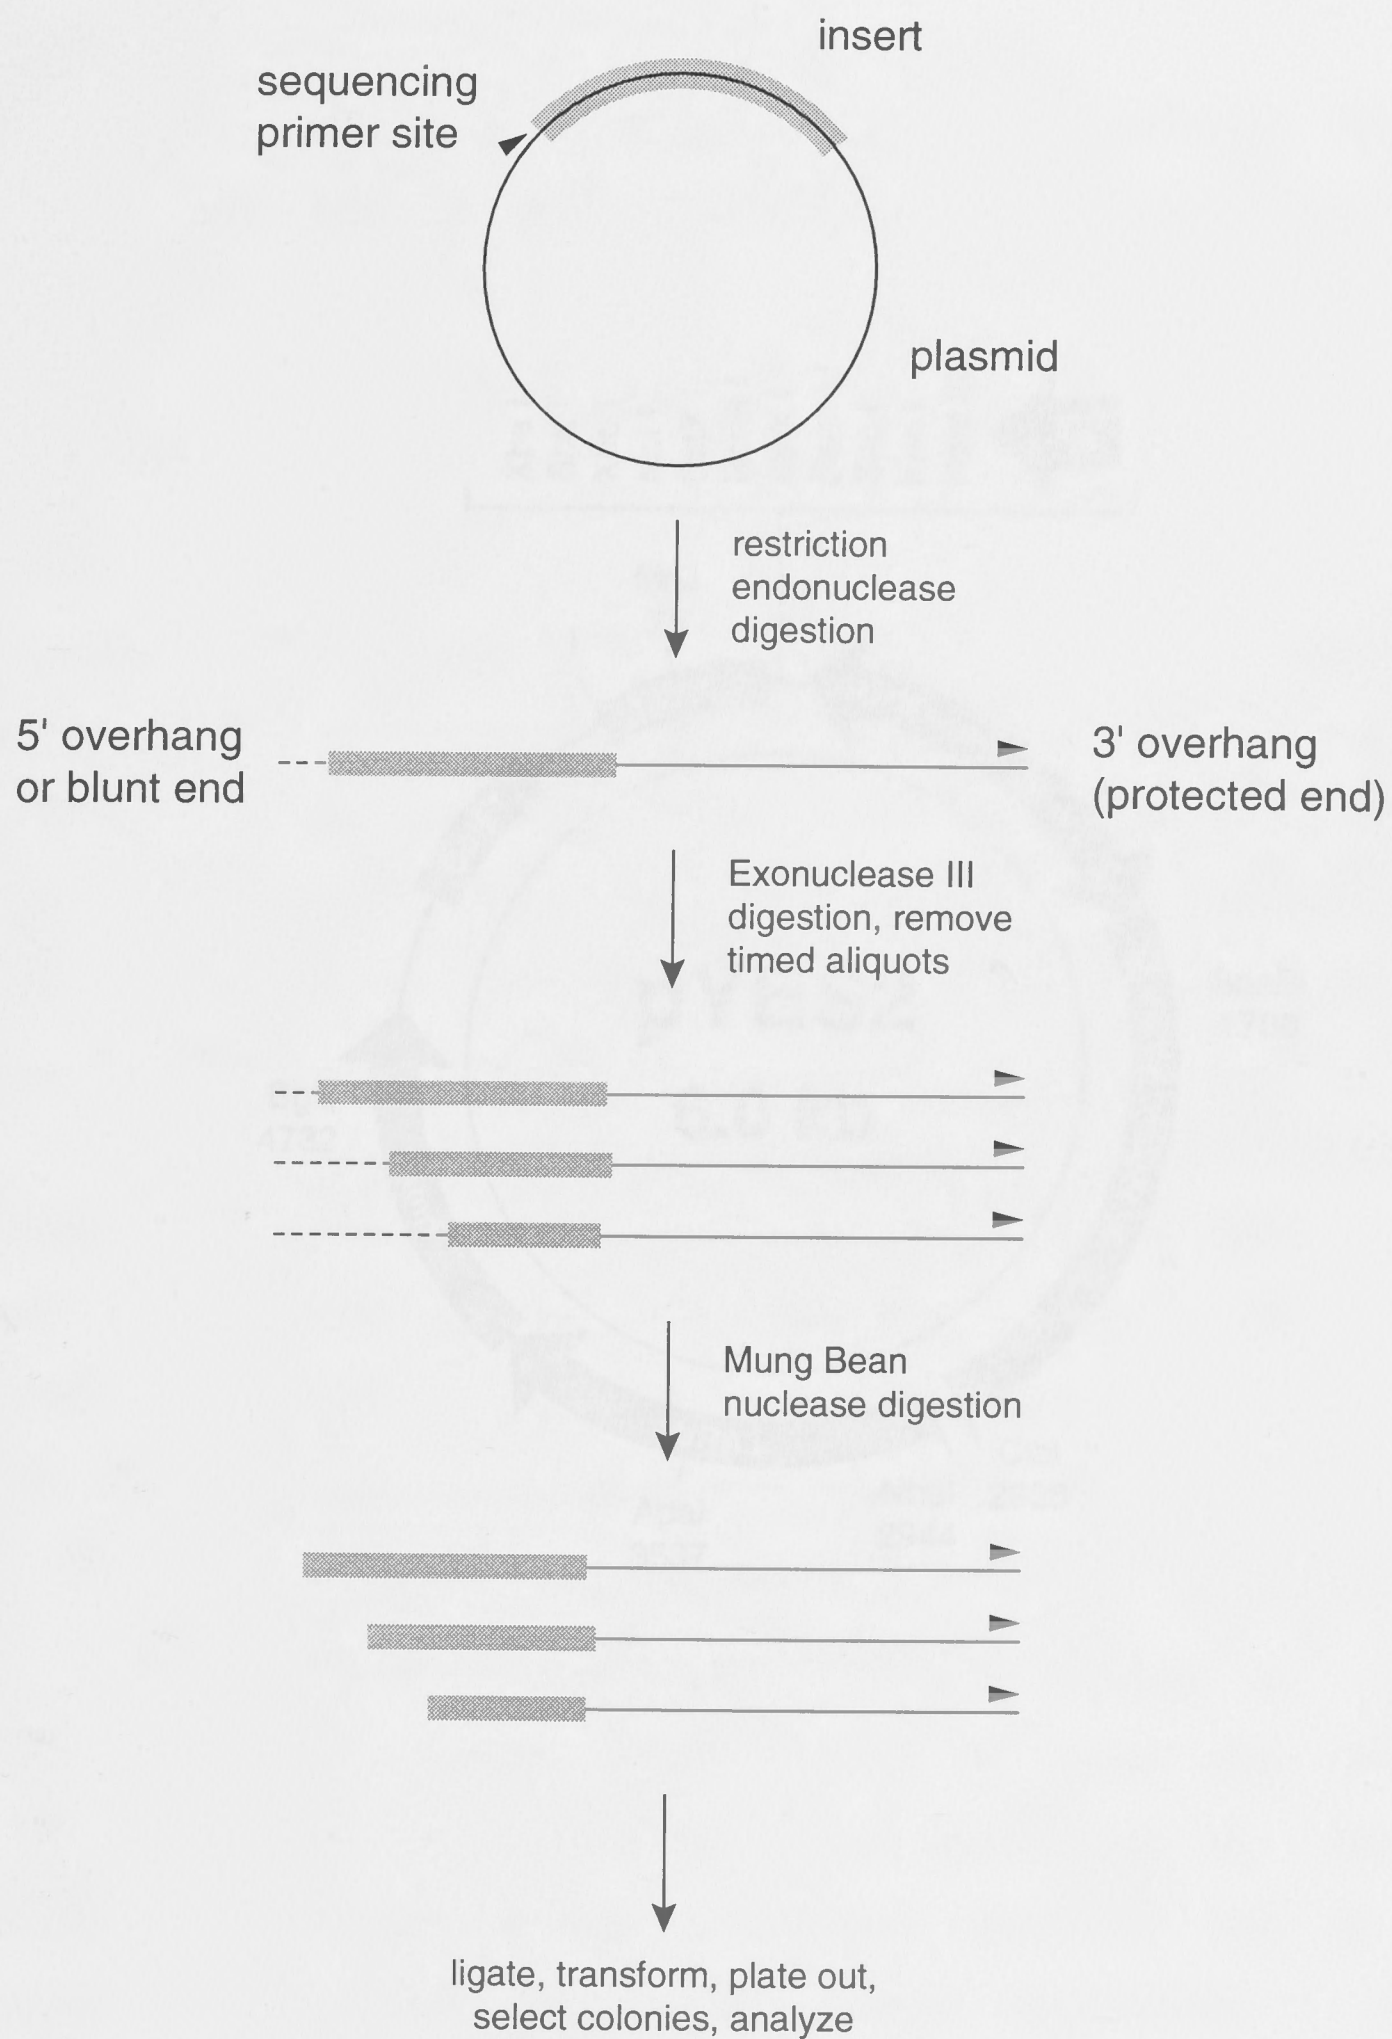 insert
sequencing
primer site
plasmid
restriction
endonuclease
digestion
5' overhang
or blunt end
3' overhang
(protected end)
Exonuclease III
digestion, remove
timed aliquots
Mung Bean
nuclease digestion
ligate, transform, plate out,
select colonies, analyze